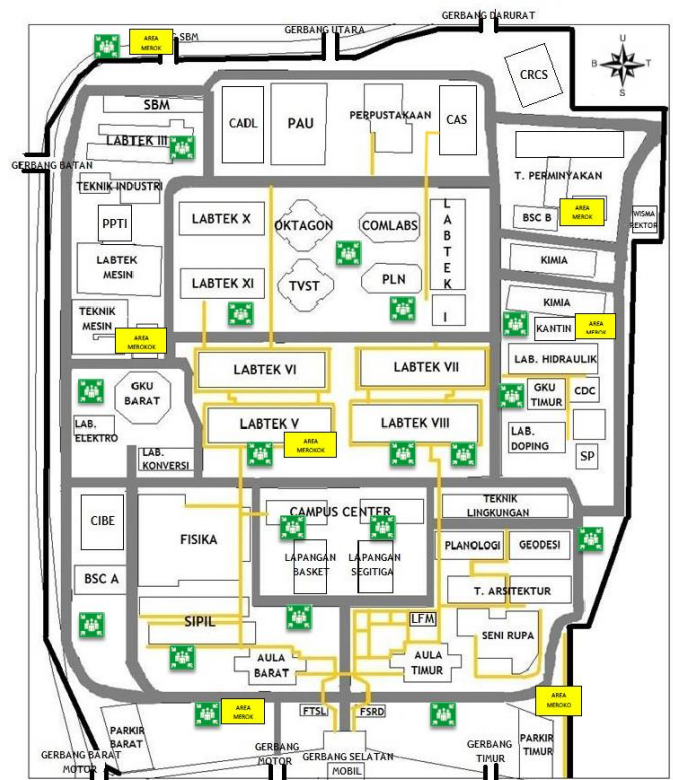 GERBANG DARURAT
GERBANG UTARA
SBM
AREA
MEROK
U
B T
S
CRCS
SBM
CADL
PAU
PERPUSTAKAAN
CAS
LABTEK III
GERBANG BATAN
T. PERMINYAKAN
TEKNIK INDUSTRI
PPTI
LABTEK X
OKTAGON
COMLABS
LABTEK
BSC B
AREA
MEROK
WISMA
REKTOR
LABTEK
MESIN
KIMIA
LABTEK XI
TVST
PLN
I
KIMIA
TEKNIK
MESIN
KANTIN
AREA
MEROK
AREA
MEROKOK
LABTEK VI
LABTEK VII
LAB. HIDRAULIK
GKU
BARAT
GKU
TIMUR
CDC
LAB.
ELEKTRO
LABTEK V
AREA
MEROKOK
LABTEK VIII
LAB.
DOPING
LAB.
KONVERSI
SP
TEKNIK
LINGKUNGAN
CIBE
FISIKA
CAMPUS CENTER
PLANOLOGI
GEODESI
LAPANGAN
BASKET
LAPANGAN
SEGITIGA
BSC A
T. ARSITEKTUR
SIPIL
LFM
SENI RUPA
AULA
BARAT
AULA
TIMUR
AREA
MEROK
AREA
MEROKO
FTSL
FSRD
PARKIR
BARAT
PARKIR
TIMUR
GERBANG BARAT
MOTOR
GERBANG
MOTOR
GERBANG SELATAN
MOBIL
GERBANG
TIMUR